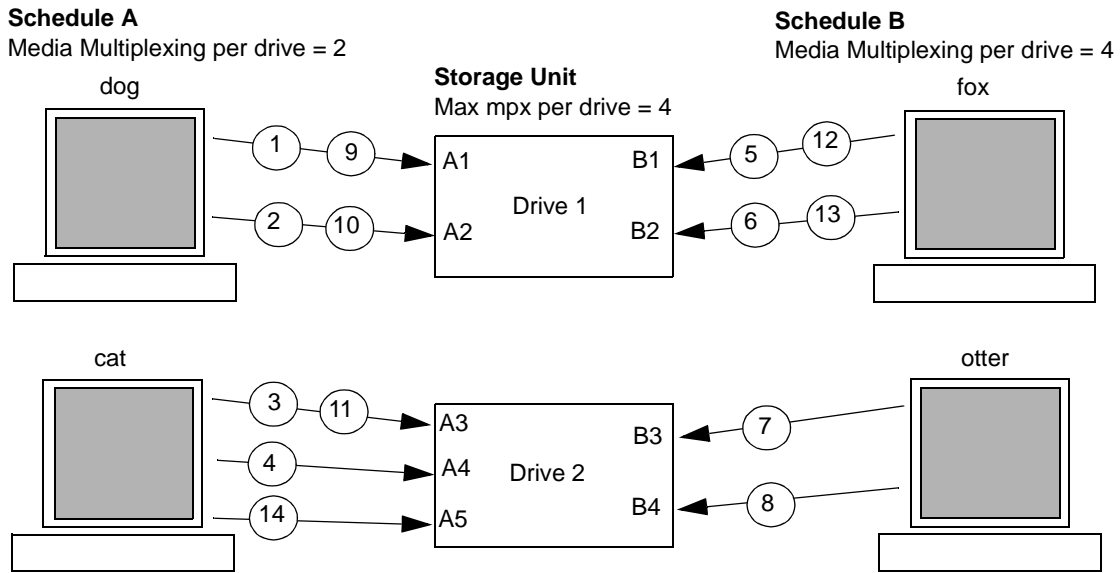 Schedule A
Media Multiplexing per drive = 2
Schedule B
Media Multiplexing per drive = 4
Storage Unit
Max mpx per drive = 4
dog
fox
1
9
A1
B1
5
12
Drive 1
2
10
A2
B2
6
13
cat
otter
3
11
A3
B3
7
4
A4
Drive 2
14
A5
B4
8